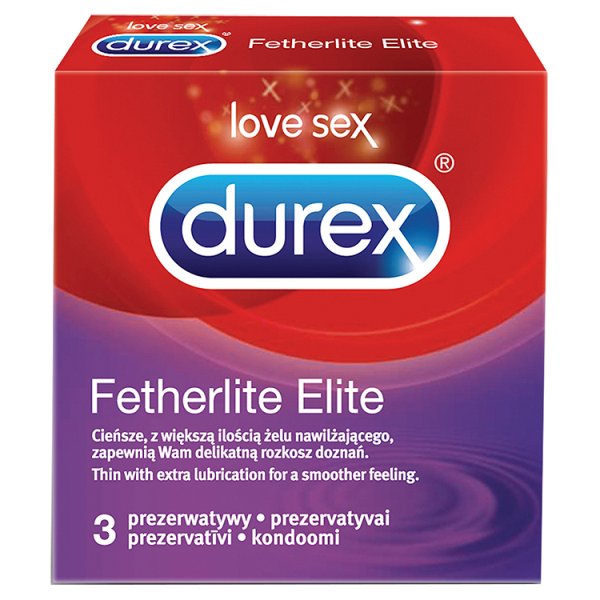 love sex
durex Fetherlite Elite
love sex
durex®
Fetherlite Elite
Cieńsze, z większą ilością żelu nawilżającego,
zapewnią Wam delikatną rozkosz doznań.
Thin with extra lubrication for a smoother feeling.
3 prezerwatywy • prezervatyvai
prezervatīvi • kondoomi